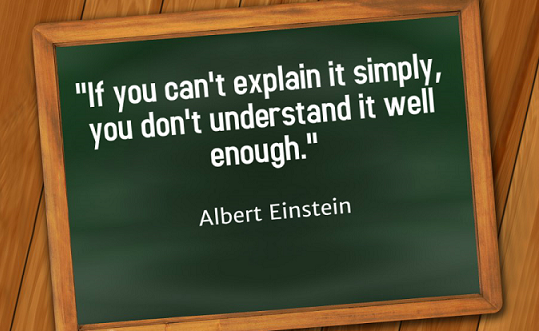 "If you can't explain it simply,
you don't understand it well
enough."
Albert Einstein